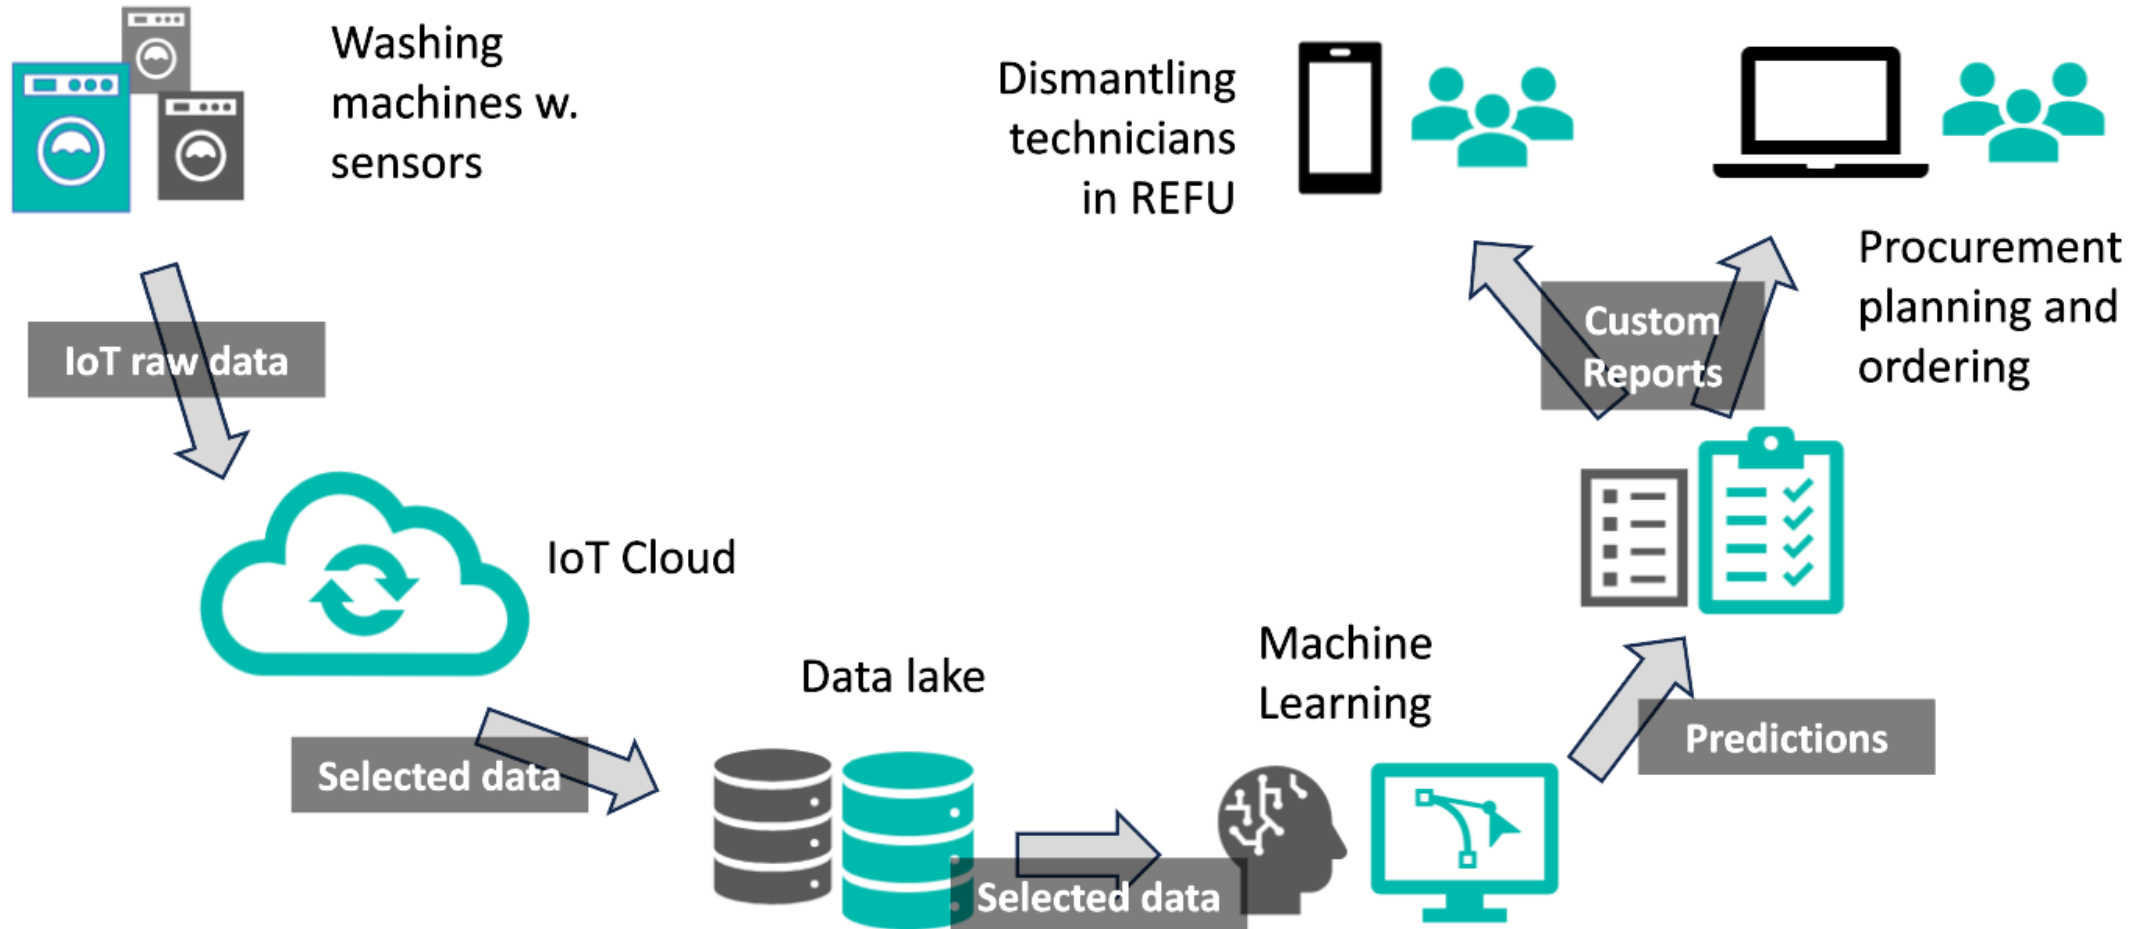 Washing
machines w.
sensors
Dismantling
technicians
in REFU
Procurement
planning and
ordering
IoT raw data
Custom
Reports
IoT Cloud
Data lake
Machine
Learning
Selected data
Predictions
Selected data